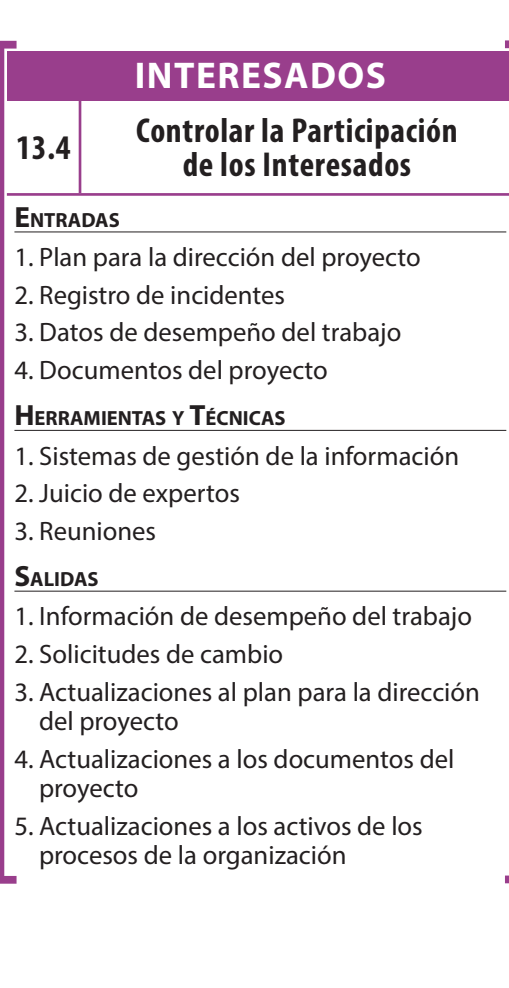 INTERESADOS
13.4
Controlar la Participación
de los Interesados
ENTRADAS
1. Plan para la dirección del proyecto
2. Registro de incidentes
3. Datos de desempeño del trabajo
4. Documentos del proyecto
HERRAMIENTAS Y TÉCNICAS
1. Sistemas de gestión de la información
2. Juicio de expertos
3. Reuniones
SALIDAS
1. Información de desempeño del trabajo
2. Solicitudes de cambio
3. Actualizaciones al plan para la dirección
del proyecto
4. Actualizaciones a los documentos del
proyecto
5. Actualizaciones a los activos de los
procesos de la organización